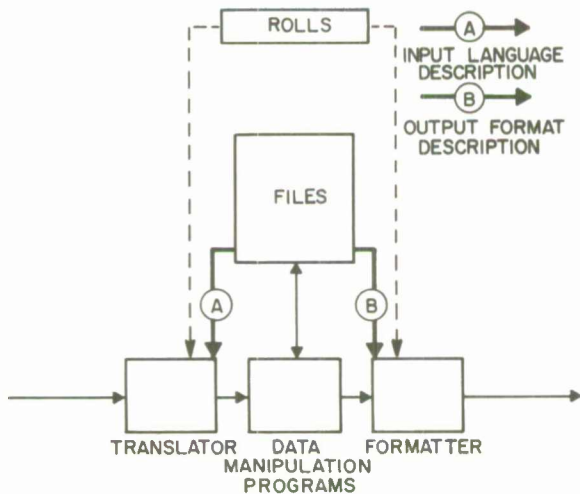 ROLLS
A
INPUT LANGUAGE
DESCRIPTION
B
OUTPUT FORMAT
DESCRIPTION
FILES
A
B
TRANSLATOR
DATA
MANIPULATION
PROGRAMS
FORMATTER